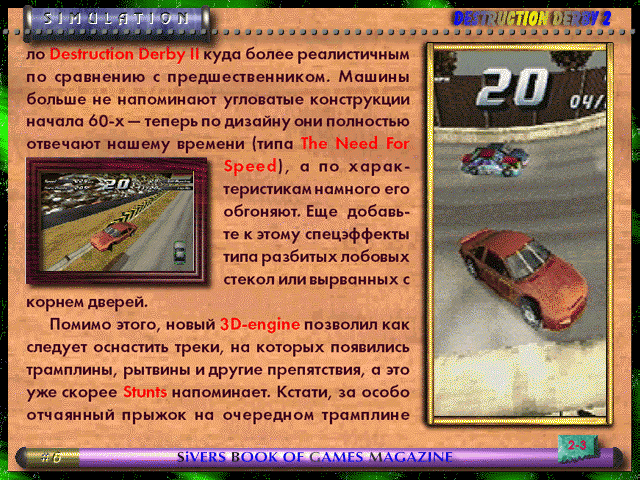 SIMULATION
DESTRUCTION DERBY 2
ло Destruction Derby II куда более реалистичным
по сравнению с предшественником. Машины
больше не напоминают угловатые конструкции
начала 60-х — теперь по дизайну они полностью
отвечают нашему времени (типа The Need For
Speed), а по харак-
теристикам намного его
обгоняют. Еще добавь-
те к этому спецэффекты
типа разбитых лобовых
стекол или вырванных с
корнем дверей.
Помимо этого, новый 3D-engine позволил как
следует оснастить треки, на которых появились
трамплины, рытвины и другие препятствия, а это
уже скорее Stunts напоминает. Кстати, за особо
отчаянный прыжок на очередном трамплине
20
20
04/
#6
SiVERS BOOK OF GAMES MAGAZINE
2-3